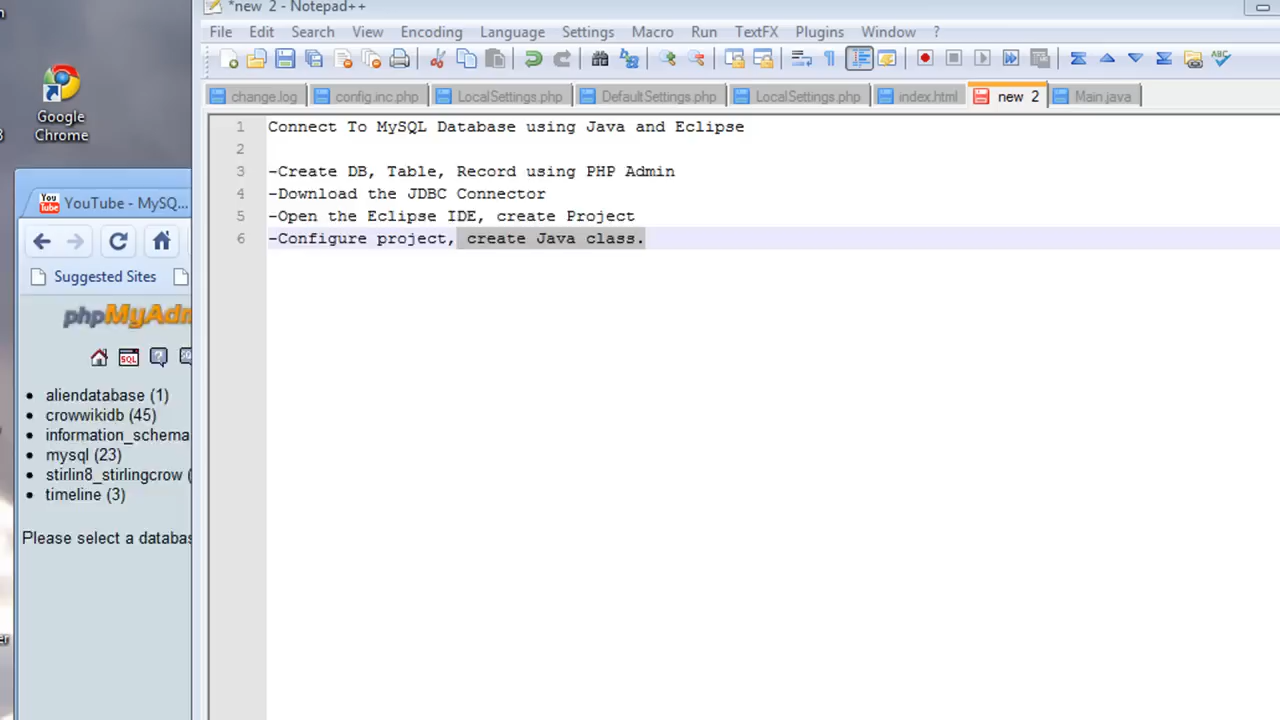 *new 2 - Notepad++
File Edit Search View Encoding Language Settings Macro Run TextFX Plugins Window ?
change.log config.inc.php LocalSettings.php DefaultSettings.php LocalSettings.php index.html new 2 Main.java
1 Connect To MySQL Database using Java and Eclipse
2
3 -Create DB, Table, Record using PHP Admin
4 -Download the JDBC Connector
5 -Open the Eclipse IDE, create Project
6 -Configure project, create Java class.
Google
Chrome
YouTube - MySQ...
Suggested Sites
phpMyAdm
SQL
aliendatabase (1)
crowwikidb (45)
information_schema
mysql (23)
stirlin8_stirlingcrow (
timeline (3)
Please select a databas